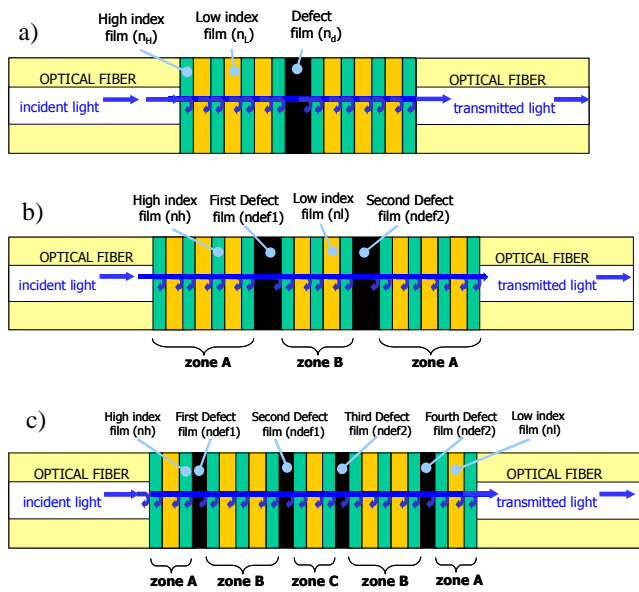 a)
High index
film (nH)
Low index
film (nL)
Defect
film (nd)
OPTICAL FIBER
OPTICAL FIBER
incident light
transmitted light
b)
High index
film (nh)
First Defect
film (ndef1)
Low index
film (nl)
Second Defect
film (ndef2)
OPTICAL FIBER
OPTICAL FIBER
incident light
transmitted light
zone A
zone B
zone A
c)
High index
film (nh)
First Defect
film (ndef1)
Second Defect
film (ndef1)
Third Defect
film (ndef2)
Fourth Defect
film (ndef2)
Low index
film (nl)
OPTICAL FIBER
OPTICAL FIBER
incident light
transmitted light
zone A
zone B
zone C
zone B
zone A